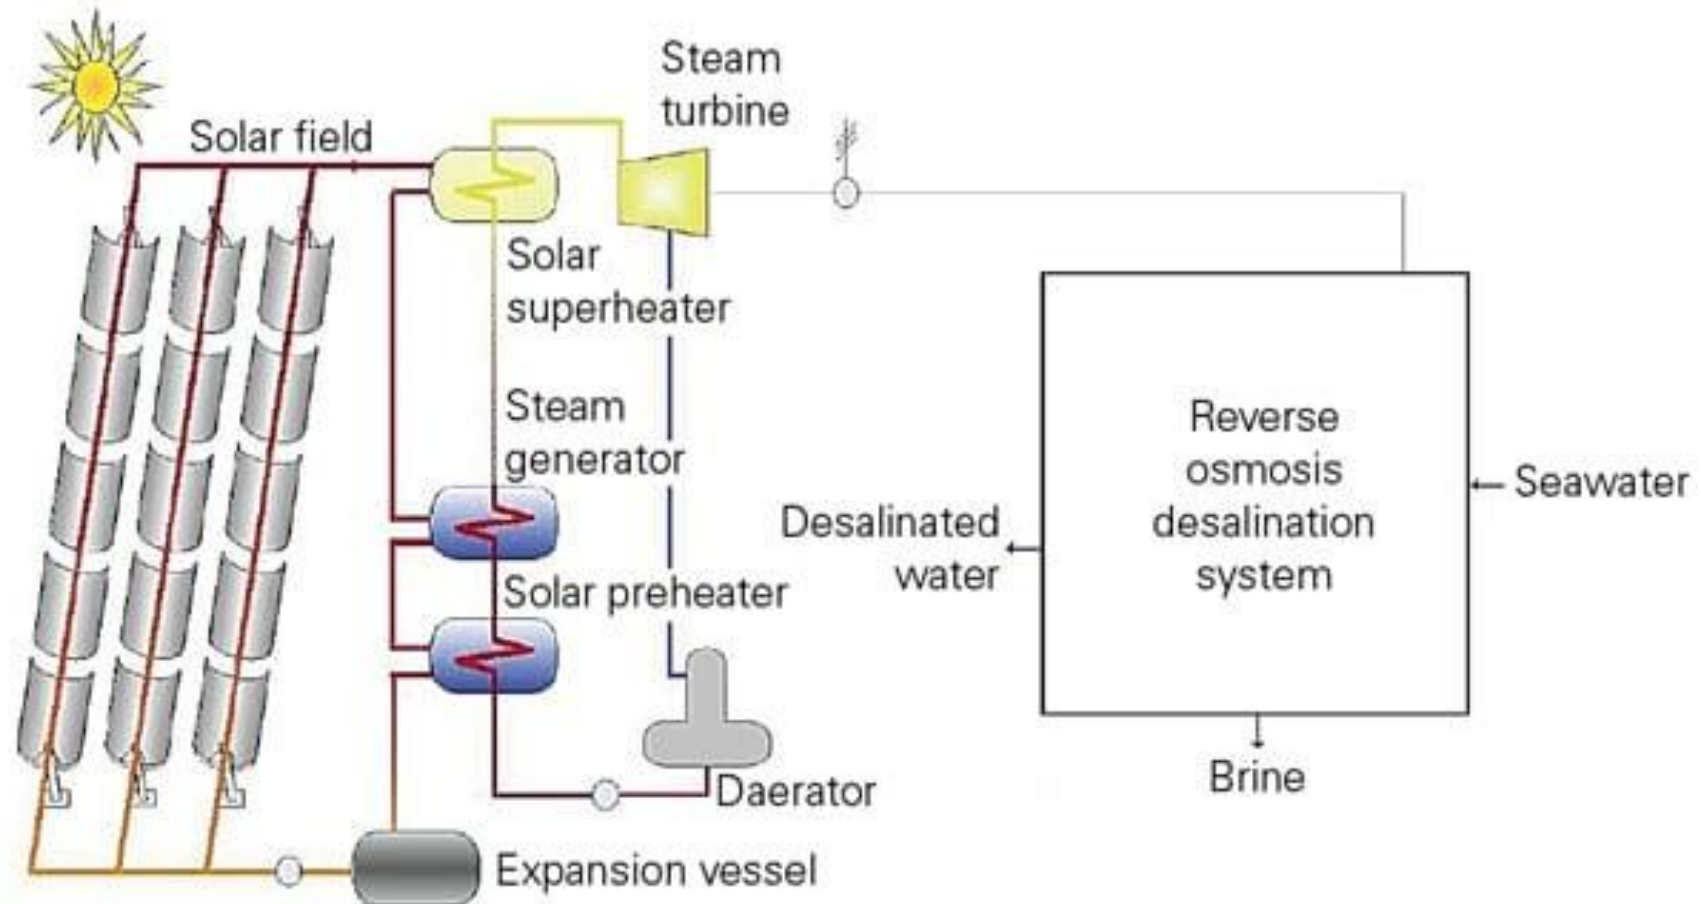 Steam
turbine
Solar field
Solar
superheater
Steam
generator
Solar preheater
Daerator
Expansion vessel
Reverse
osmosis
desalination
system
Seawater
Desalinated
water
Brine